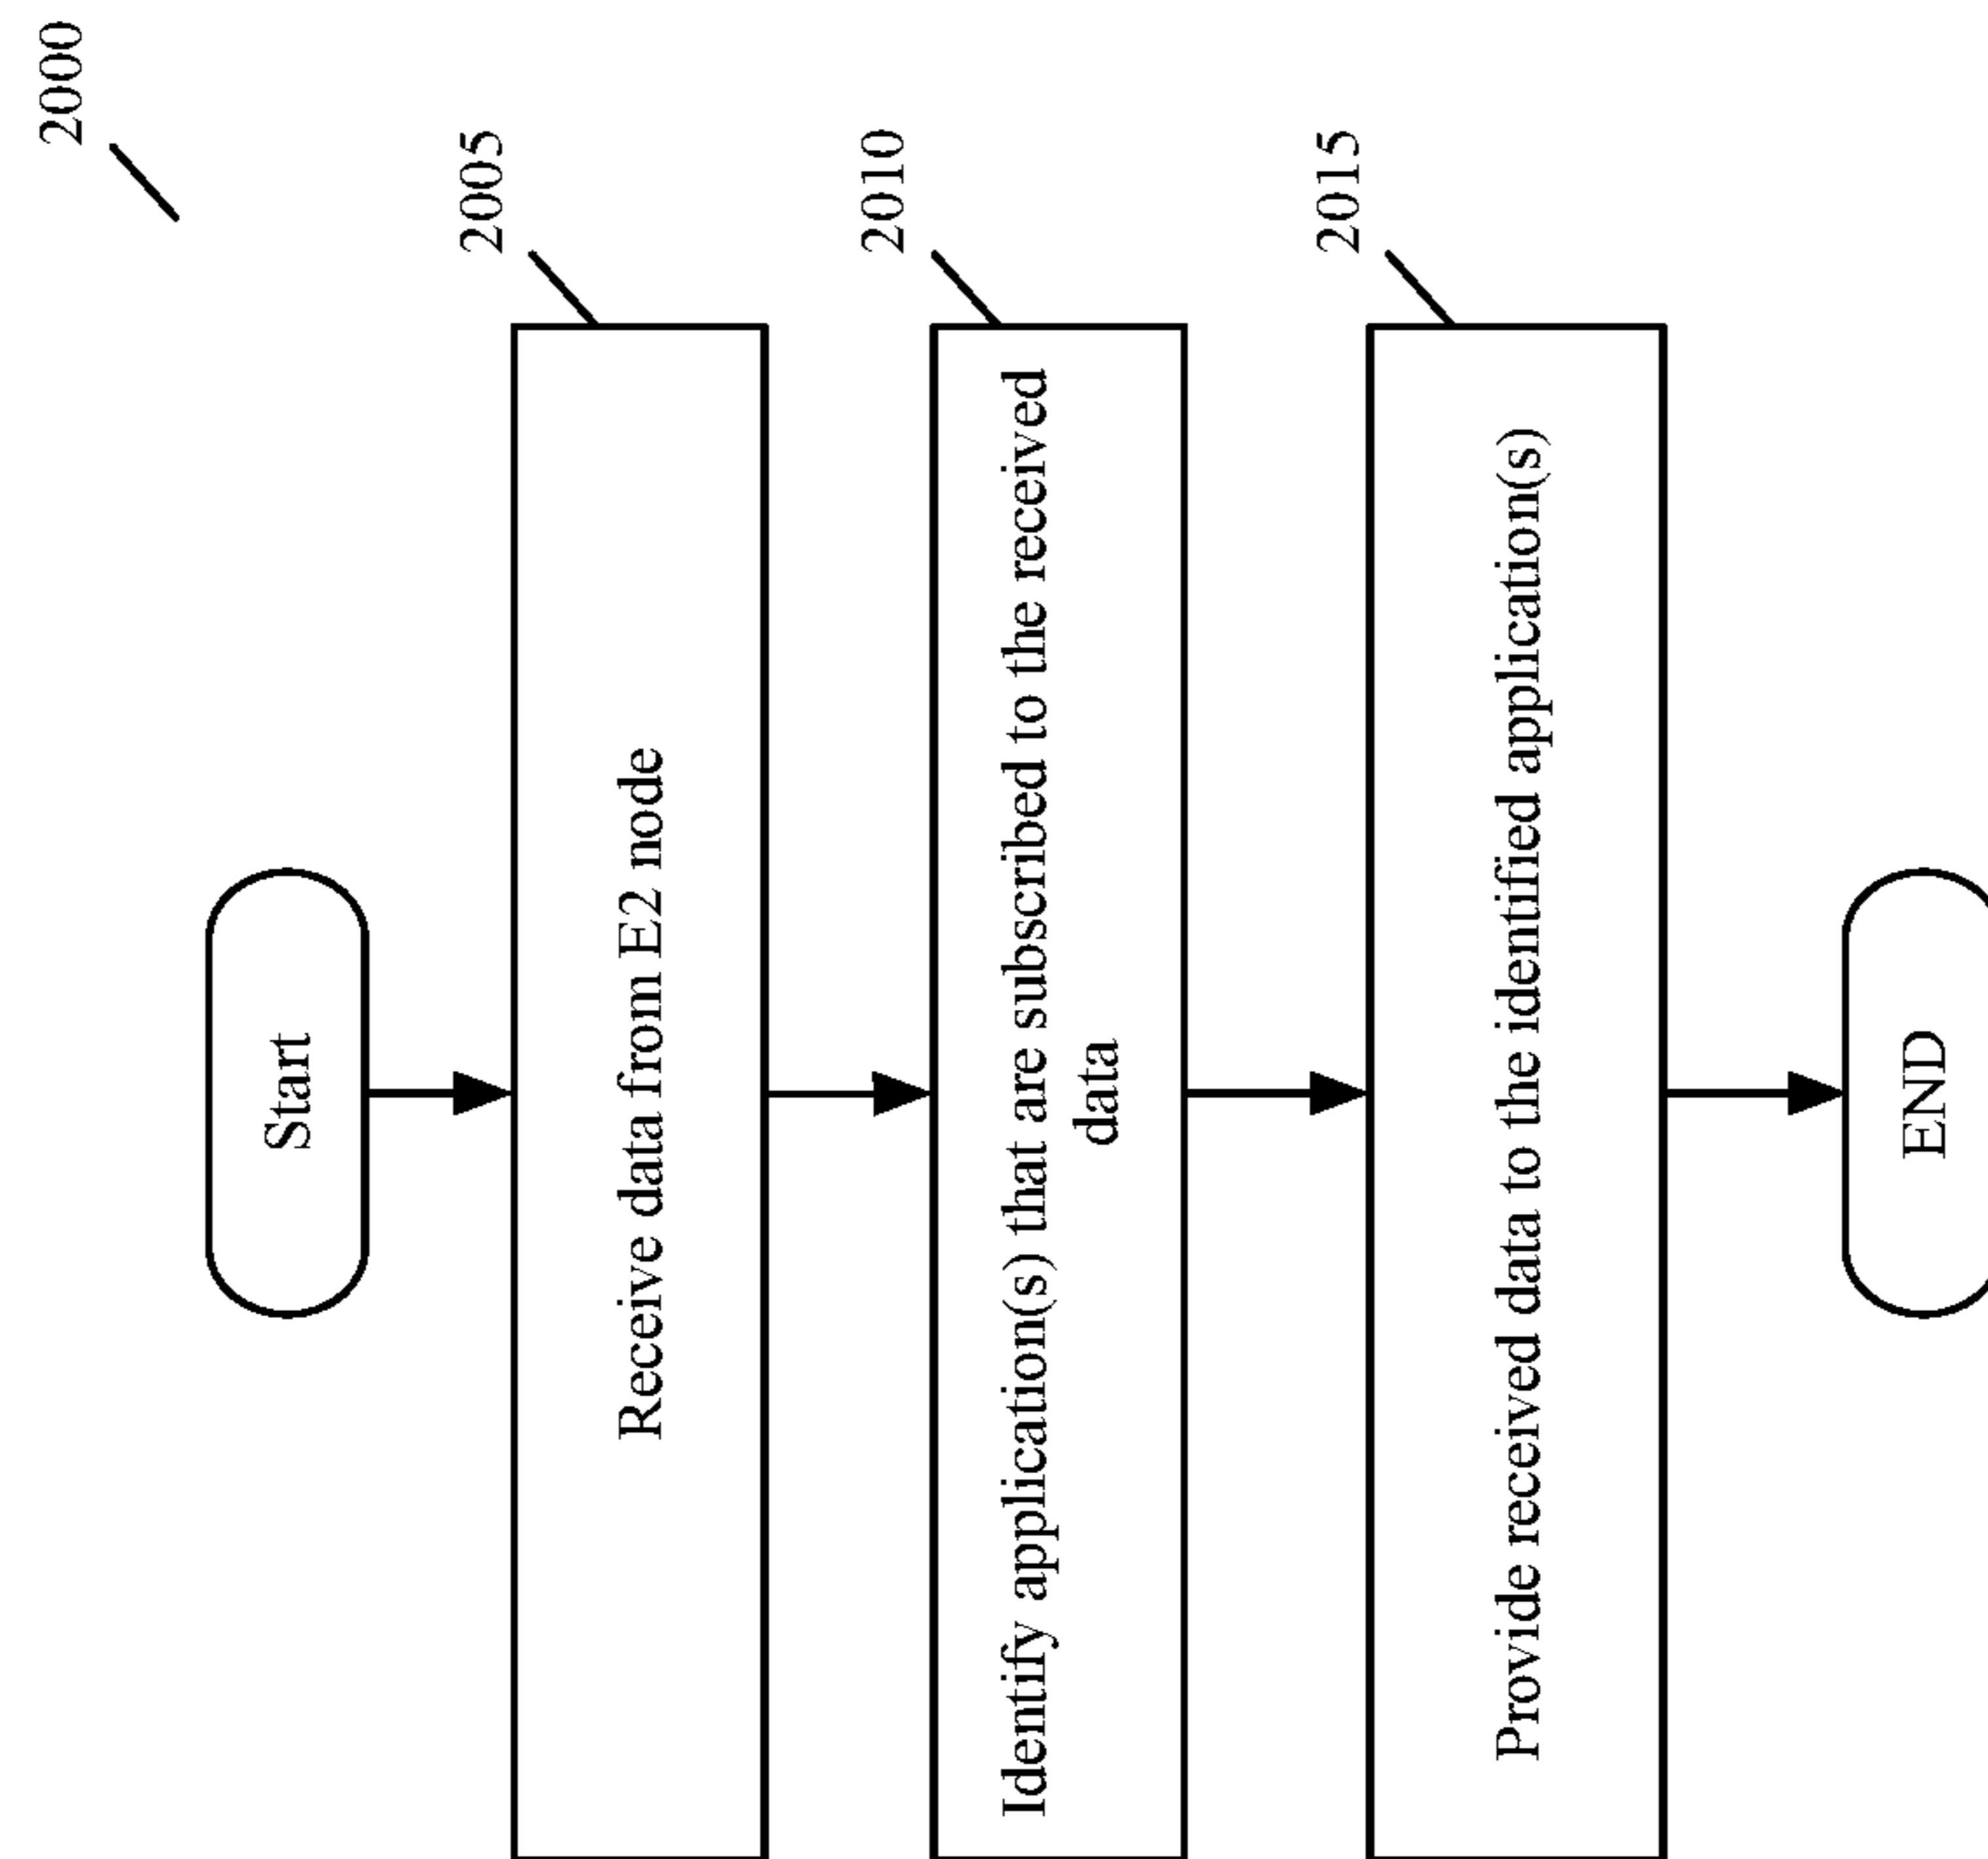 2000
Start
2005
Receive data from E2 node
2010
Identify application(s) that are subscribed to the received
data
2015
Provide received data to the identified application(s)
END